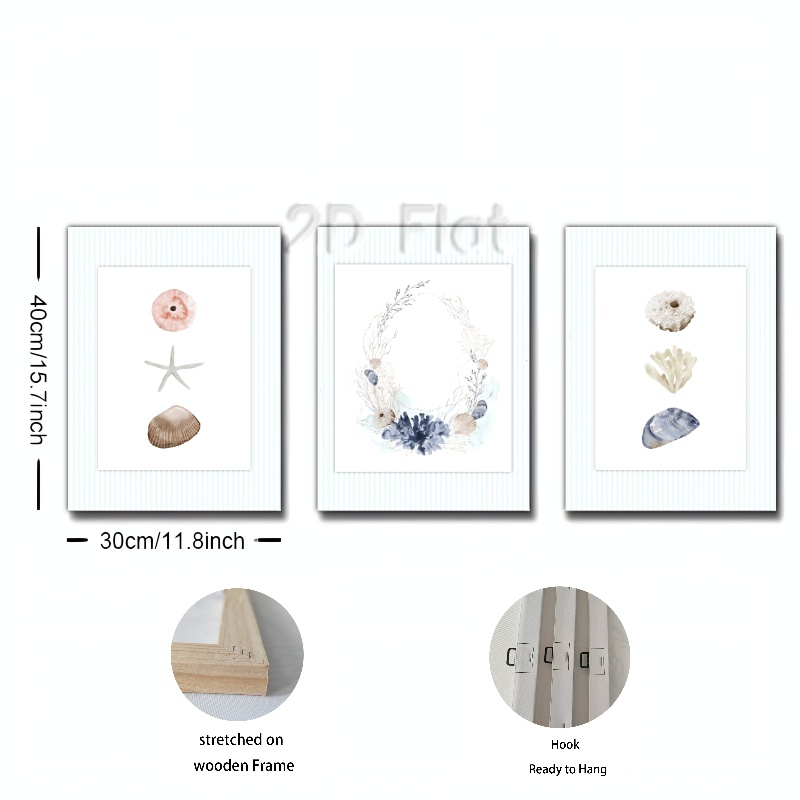 2D Flat
40cm/15.7inch
30cm/11.8inch
stretched on
wooden Frame
Hook
Ready to Hang